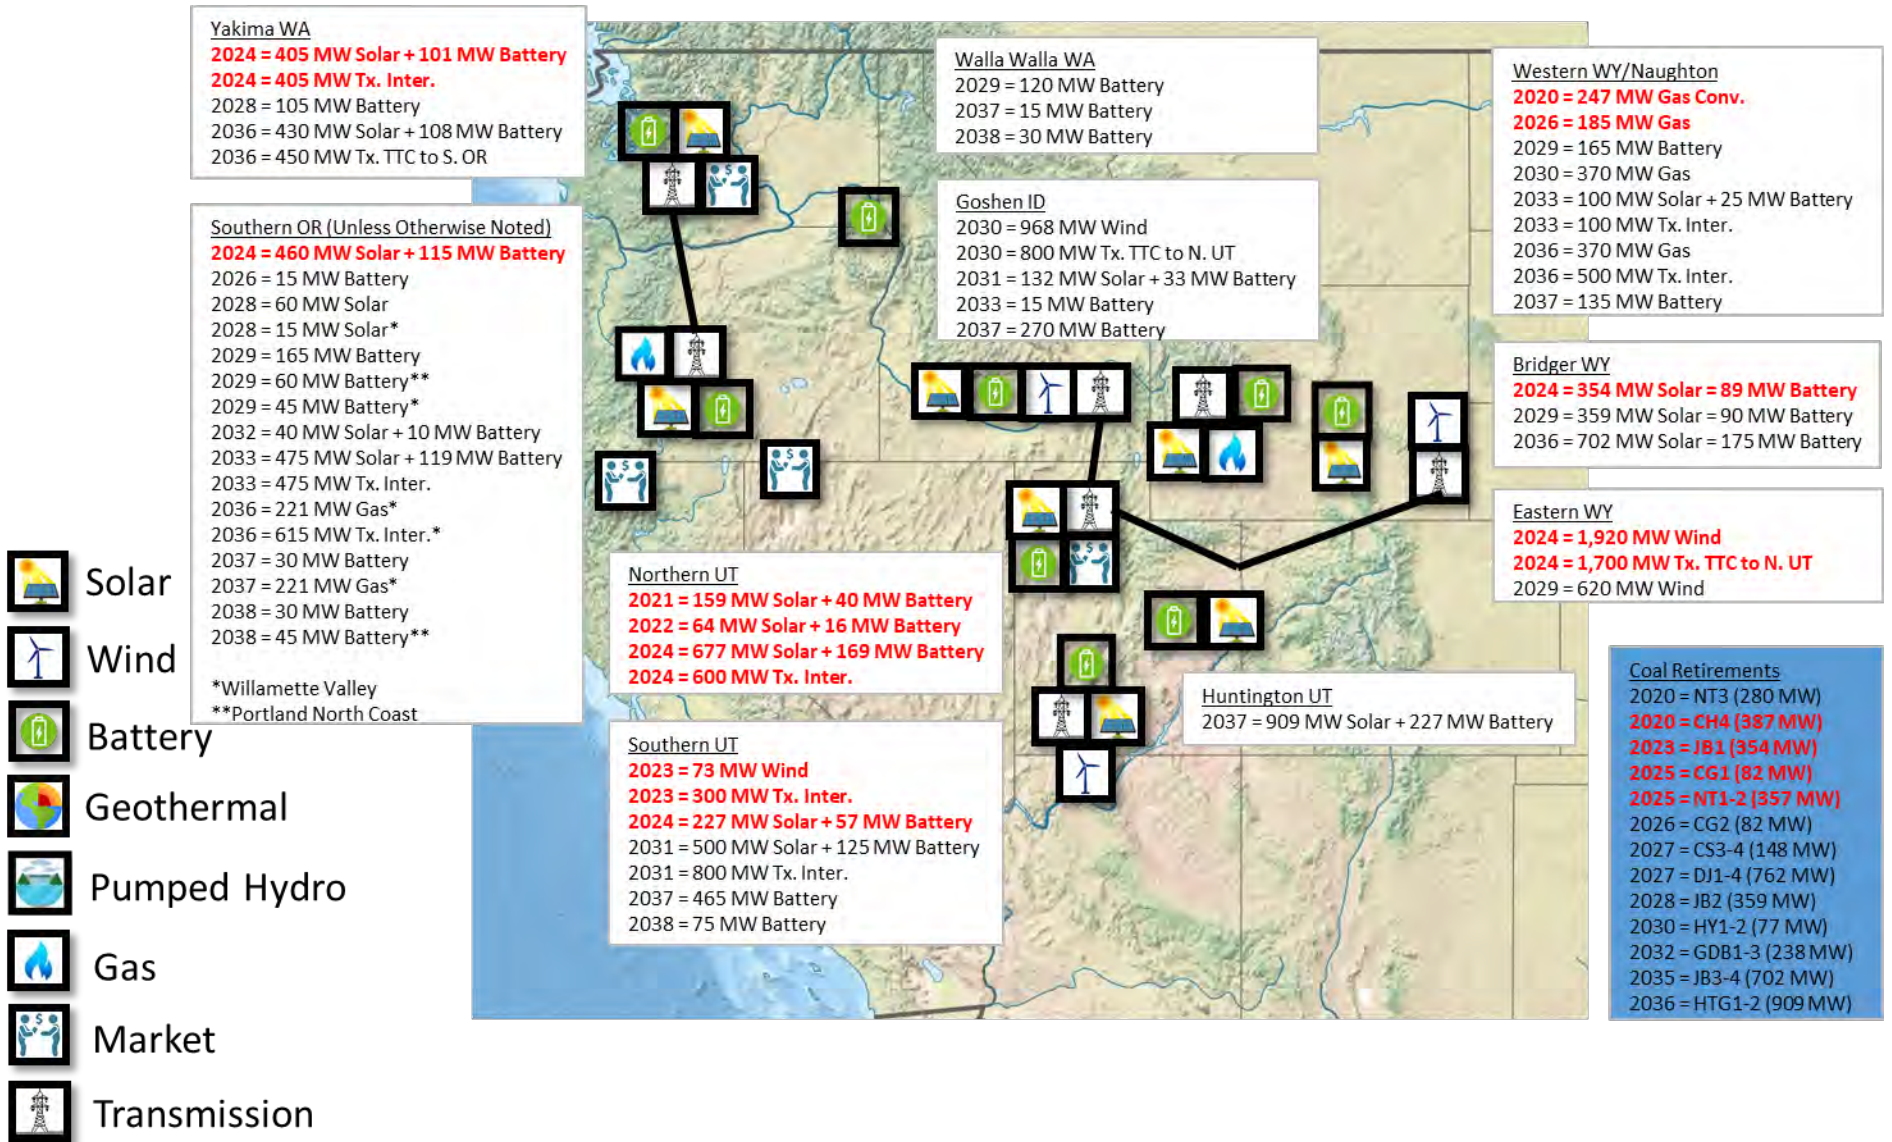 Yakima WA
2024 = 405 MW Solar + 101 MW Battery
2024 = 405 MW Tx. Inter.
2028 = 105 MW Battery
2036 = 430 MW Solar + 108 MW Battery
2036 = 450 MW Tx. TTC to S. OR
Southern OR (Unless Otherwise Noted)
2024 = 460 MW Solar + 115 MW Battery
2026 = 15 MW Battery
2028 = 60 MW Solar
2028 = 15 MW Solar*
2029 = 165 MW Battery
2029 = 60 MW Battery**
2029 = 45 MW Battery*
2032 = 40 MW Solar + 10 MW Battery
2033 = 475 MW Solar + 119 MW Battery
2033 = 475 MW Tx. Inter.
2036 = 221 MW Gas*
2036 = 615 MW Tx. Inter.*
2037 = 30 MW Battery
2037 = 221 MW Gas*
2038 = 30 MW Battery
2038 = 45 MW Battery**
*Willamette Valley
**Portland North Coast
Walla Walla WA
2029 = 120 MW Battery
2037 = 15 MW Battery
2038 = 30 MW Battery
Goshen ID
2030 = 968 MW Wind
2030 = 800 MW Tx. TTC to N. UT
2031 = 132 MW Solar + 33 MW Battery
2033 = 15 MW Battery
2037 = 270 MW Battery
Western WY/Naughton
2020 = 247 MW Gas Conv.
2026 = 185 MW Gas
2029 = 165 MW Battery
2030 = 370 MW Gas
2033 = 100 MW Solar + 25 MW Battery
2033 = 100 MW Tx. Inter.
2036 = 370 MW Gas
2036 = 500 MW Tx. Inter.
2037 = 135 MW Battery
Bridger WY
2024 = 354 MW Solar = 89 MW Battery
2029 = 359 MW Solar = 90 MW Battery
2036 = 702 MW Solar = 175 MW Battery
Eastern WY
2024 = 1,920 MW Wind
2024 = 1,700 MW Tx. TTC to N. UT
2029 = 620 MW Wind
Northern UT
2021 = 159 MW Solar + 40 MW Battery
2022 = 64 MW Solar + 16 MW Battery
2024 = 677 MW Solar + 169 MW Battery
2024 = 600 MW Tx. Inter.
Southern UT
2023 = 73 MW Wind
2023 = 300 MW Tx. Inter.
2024 = 227 MW Solar + 57 MW Battery
2031 = 500 MW Solar + 125 MW Battery
2031 = 800 MW Tx. Inter.
2037 = 465 MW Battery
2038 = 75 MW Battery
Huntington UT
2037 = 909 MW Solar + 227 MW Battery
Coal Retirements
2020 = NT3 (280 MW)
2020 = CH4 (387 MW)
2023 = JB1 (354 MW)
2025 = CG1 (82 MW)
2025 = NT1-2 (357 MW)
2026 = CG2 (82 MW)
2027 = CS3-4 (148 MW)
2027 = DJ1-4 (762 MW)
2028 = JB2 (359 MW)
2030 = HY1-2 (77 MW)
2032 = GDB1-3 (238 MW)
2035 = JB3-4 (702 MW)
2036 = HTG1-2 (909 MW)
Solar
Wind
Battery
Geothermal
Pumped Hydro
Gas
Market
Transmission